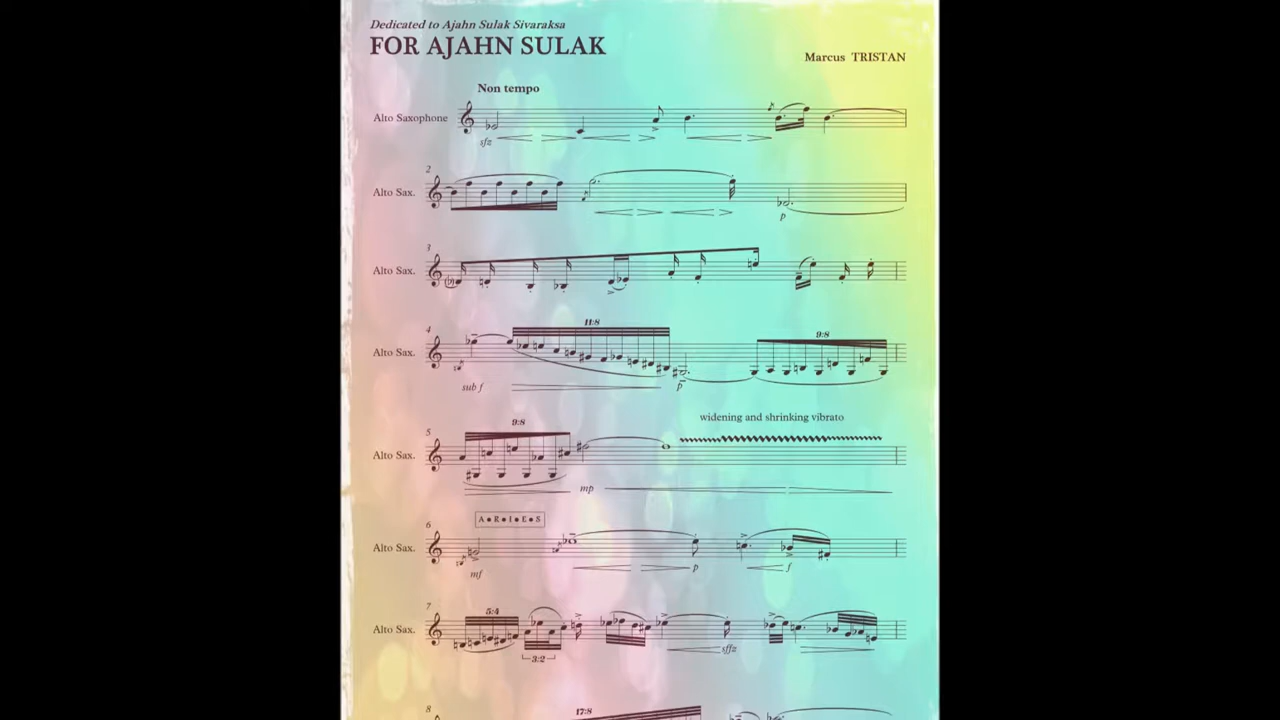 Dedicated to Ajahn Sulak Sivaraksa
FOR AJAHN SULAK
Marcus TRISTAN
Non tempo
Alto Saxophone
sfz
2
Alto Sax.
p
3
Alto Sax.
4
11:8
9:8
Alto Sax.
sub f
p
widening and shrinking vibrato
5
9:8
Alto Sax.
mp
A•R•I•E•S
6
Alto Sax.
mf
p
f
7
5:4
Alto Sax.
3:2
sffz
8
17:8